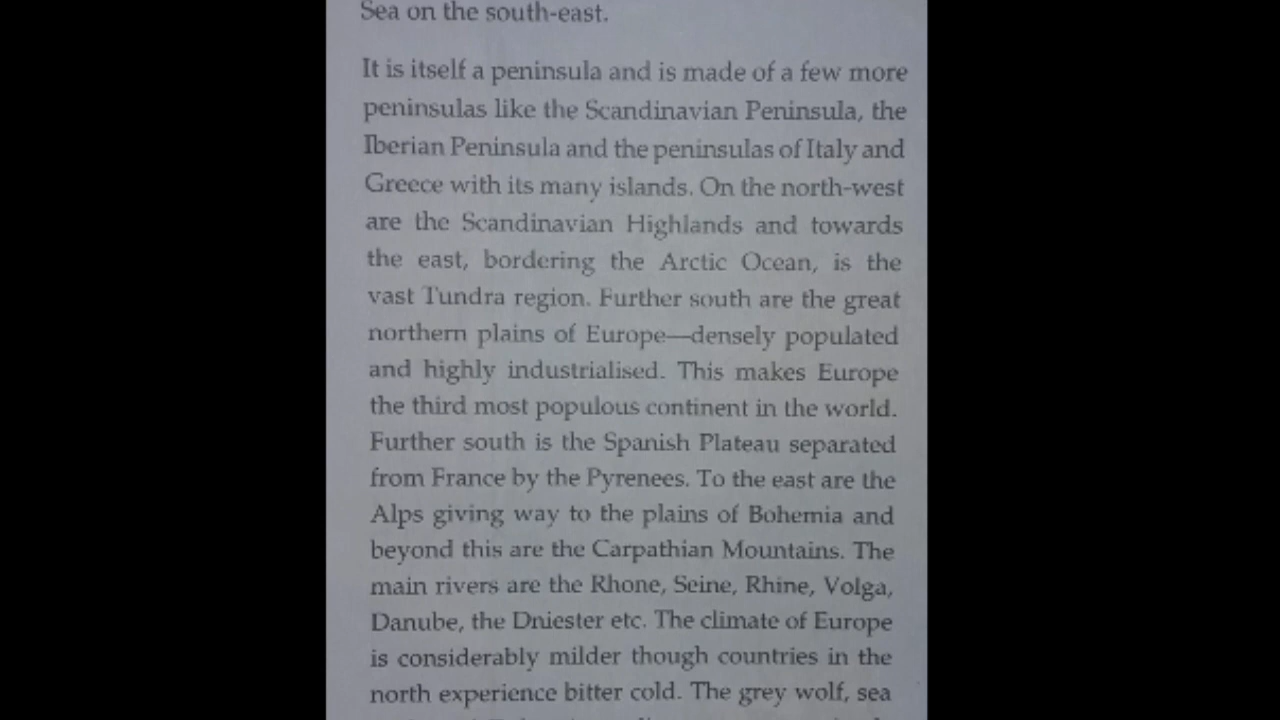 Sea on the south-east.
It is itself a peninsula and is made of a few more
peninsulas like the Scandinavian Peninsula, the
Iberian Peninsula and the peninsulas of Italy and
Greece with its many islands. On the north-west
are the Scandinavian Highlands and towards
the east, bordering the Arctic Ocean, is the
vast Tundra region. Further south are the great
northern plains of Europe—densely populated
and highly industrialised. This makes Europe
the third most populous continent in the world.
Further south is the Spanish Plateau separated
from France by the Pyrenees. To the east are the
Alps giving way to the plains of Bohemia and
beyond this are the Carpathian Mountains. The
main rivers are the Rhone, Seine, Rhine, Volga,
Danube, the Dniester etc. The climate of Europe
is considerably milder though countries in the
north experience bitter cold. The grey wolf, sea